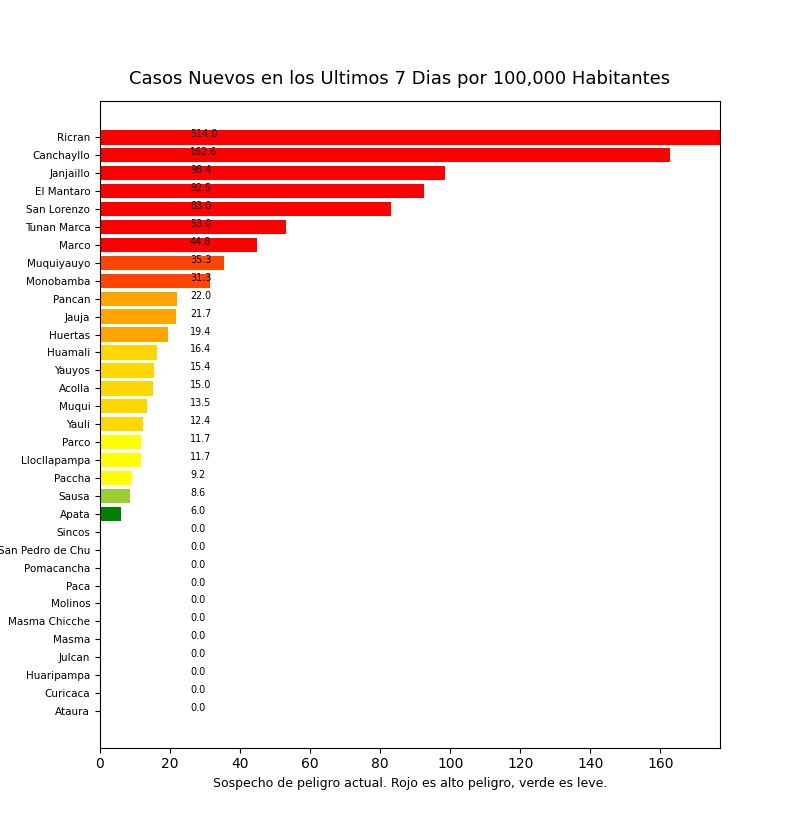 Casos Nuevos en los Ultimos 7 Dias por 100,000 Habitantes
Ricran 514.0
Canchayllo 162.6
Janjaillo 98.4
El Mantaro 92.5
San Lorenzo 83.0
Tunan Marca 53.0
Marco 44.8
Muquiyauyo 35.3
Monobamba 31.3
Pancan 22.0
Jauja 21.7
Huertas 19.4
Huamali 16.4
Yauyos 15.4
Acolla 15.0
Muqui 13.5
Yauli 12.4
Parco 11.7
Llocllapampa 11.7
Paccha 9.2
Sausa 8.6
Apata 6.0
Sincos 0.0
San Pedro de Chu 0.0
Pomacancha 0.0
Paca 0.0
Molinos 0.0
Masma Chicche 0.0
Masma 0.0
Julcan 0.0
Huaripampa 0.0
Curicaca 0.0
Ataura 0.0
0 20 40 60 80 100 120 140 160
Sospecho de peligro actual. Rojo es alto peligro, verde es leve.